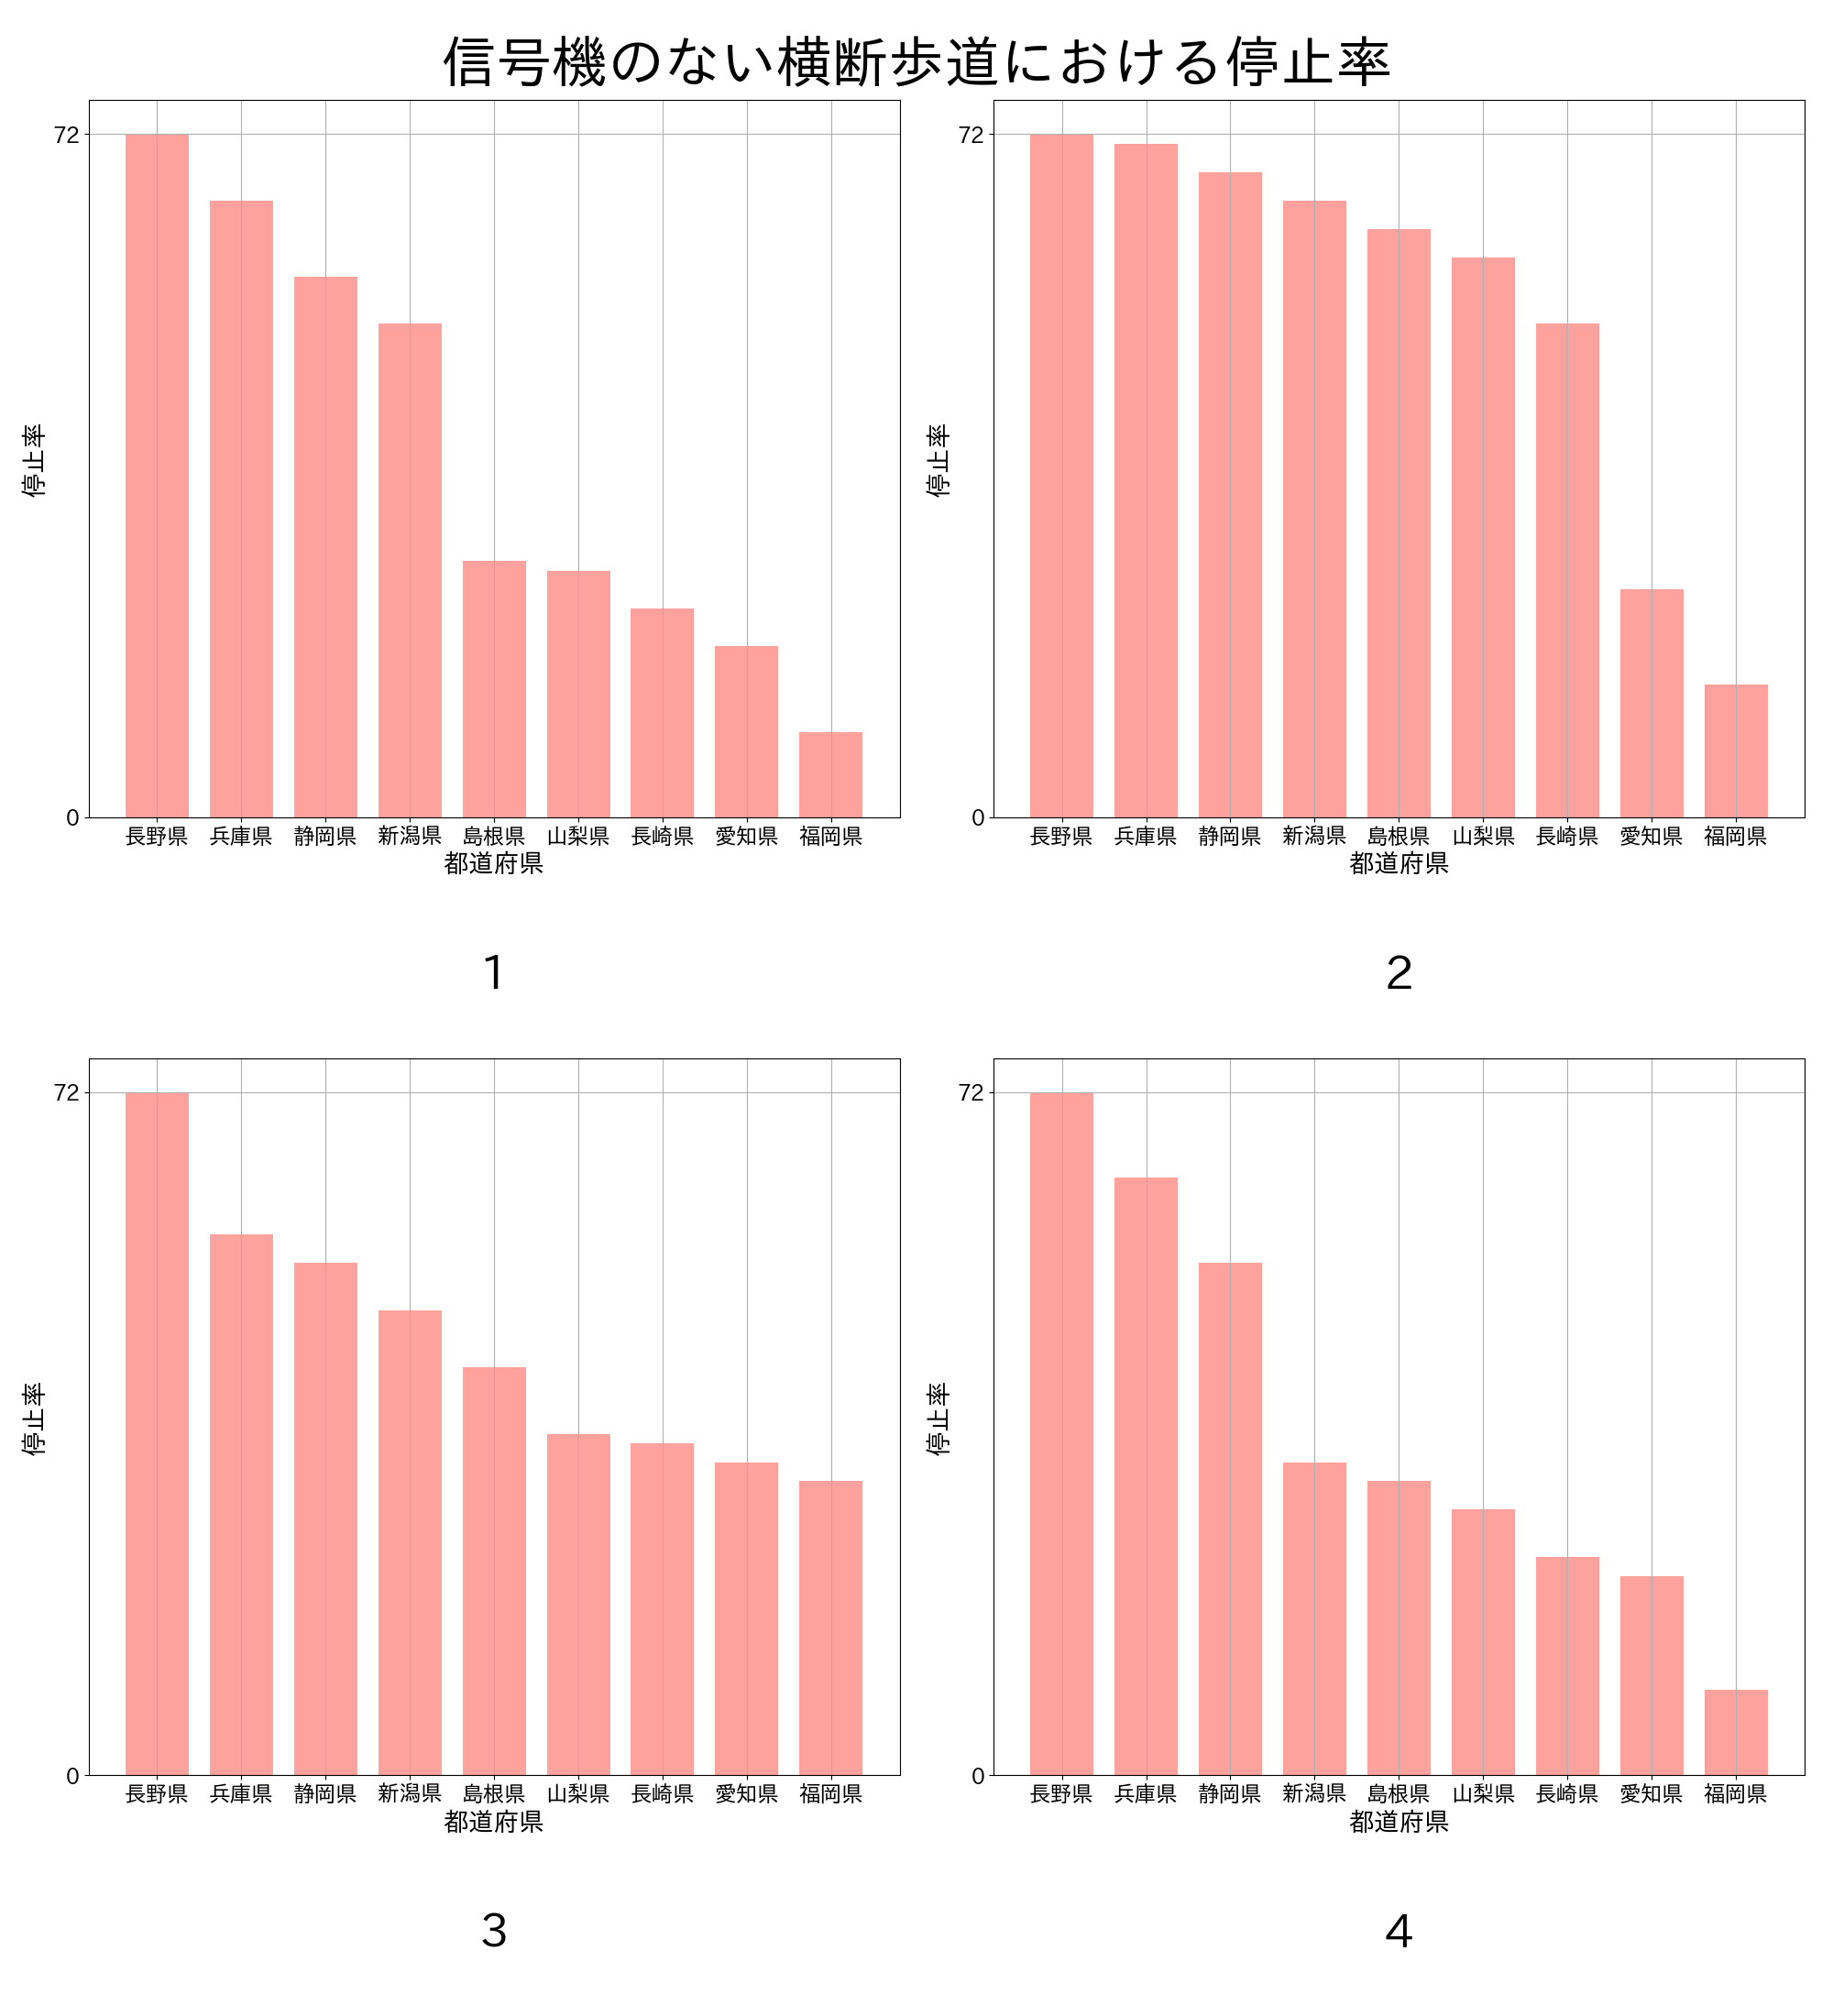 信号機のない横断歩道における停止率
72
停止率
0
長野県 兵庫県 静岡県 新潟県 島根県 山梨県 長崎県 愛知県 福岡県
都道府県
1
72
停止率
0
長野県 兵庫県 静岡県 新潟県 島根県 山梨県 長崎県 愛知県 福岡県
都道府県
2
72
停止率
0
長野県 兵庫県 静岡県 新潟県 島根県 山梨県 長崎県 愛知県 福岡県
都道府県
3
72
停止率
0
長野県 兵庫県 静岡県 新潟県 島根県 山梨県 長崎県 愛知県 福岡県
都道府県
4